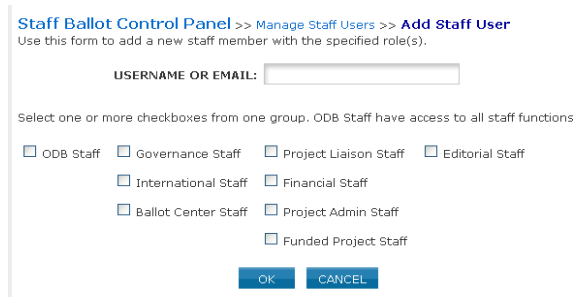 Staff Ballot Control Panel >> Manage Staff Users >> Add Staff User
Use this form to add a new staff member with the specified role(s).
USERNAME OR EMAIL:
Select one or more checkboxes from one group. ODB Staff have access to all staff functions
ODB Staff Governance Staff Project Liaison Staff Editorial Staff
International Staff Financial Staff
Ballot Center Staff Project Admin Staff
Funded Project Staff
OK CANCEL